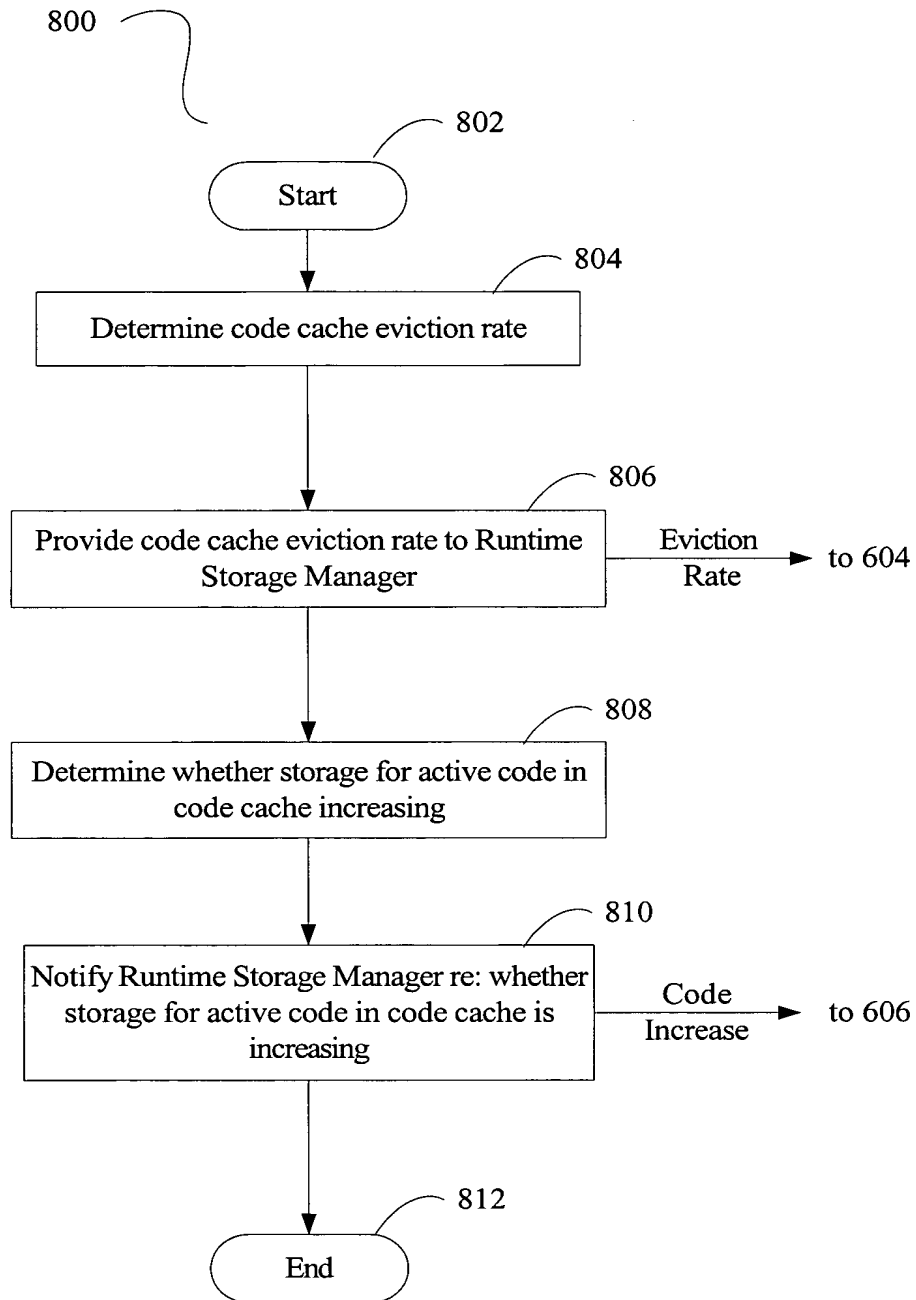 800
802
Start
804
Determine code cache eviction rate
806
Provide code cache eviction rate to Runtime
Storage Manager
Eviction
Rate
to 604
808
Determine whether storage for active code in
code cache increasing
810
Notify Runtime Storage Manager re: whether
storage for active code in code cache is
increasing
Code
Increase
to 606
812
End